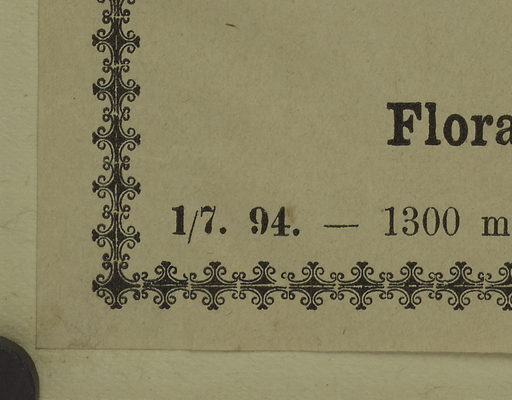 Flora
1/7. 94. — 1300 m